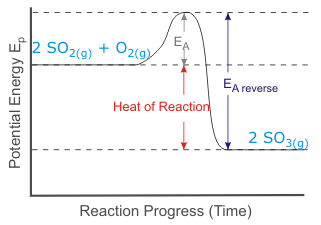 Potential Energy Ep
2 SO2(g) + O2(g)
EA
Heat of Reaction
EA reverse
2 SO3(g)
Reaction Progress (Time)